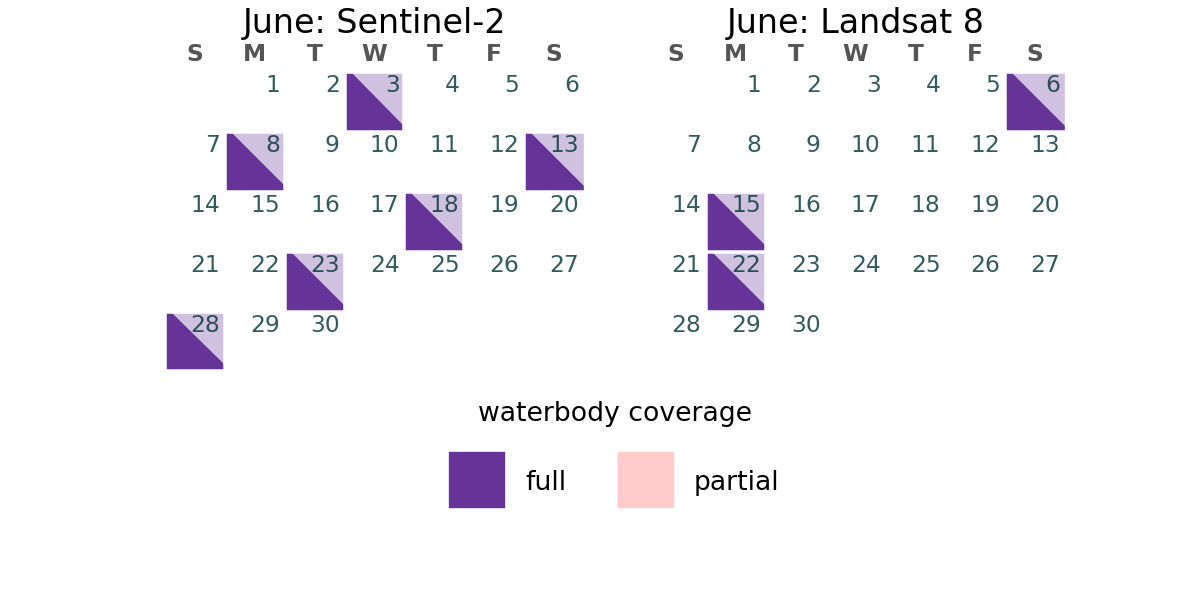 June: Sentinel-2
S M T W T F S
1 2 3 4 5 6
7 8 9 10 11 12 13
14 15 16 17 18 19 20
21 22 23 24 25 26 27
28 29 30
June: Landsat 8
S M T W T F S
1 2 3 4 5 6
7 8 9 10 11 12 13
14 15 16 17 18 19 20
21 22 23 24 25 26 27
28 29 30
waterbody coverage
full partial